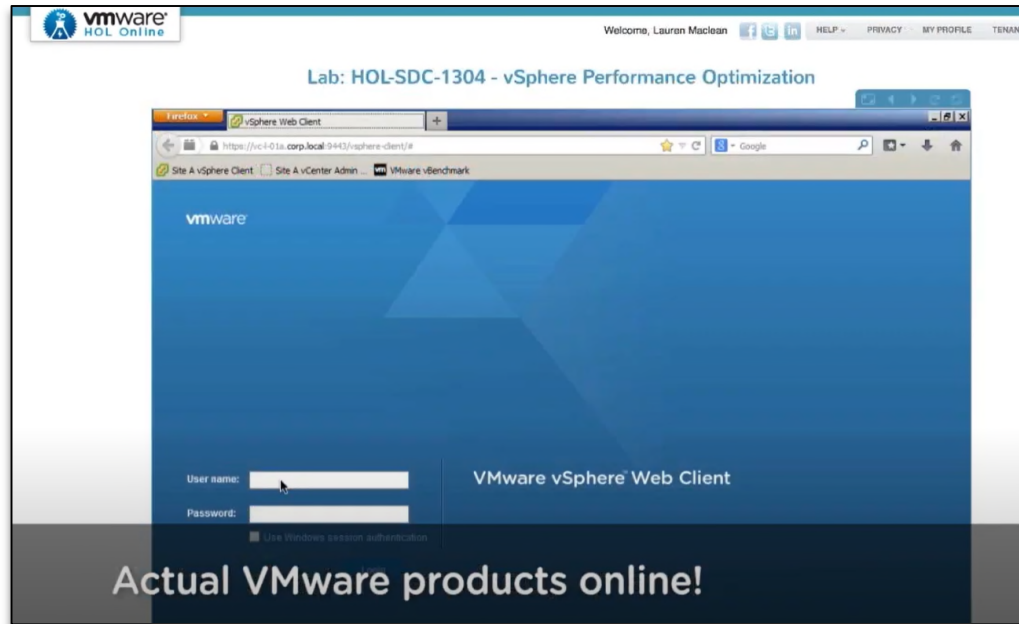 vmware®
HOL Online
Welcome, Lauren Maclean HELP PRIVACY MY PROFILE TENAN
Lab: HOL-SDC-1304 - vSphere Performance Optimization
Firefox vSphere Web Client +
https://vc-l-01a.corp.local:9443/vsphere-client/# Google
Site A vSphere Client Site A vCenter Admin ... vm VMware vBenchmark
vmware®
User name:
VMware vSphere™ Web Client
Password:
Use Windows session authentication
Actual VMware products online!